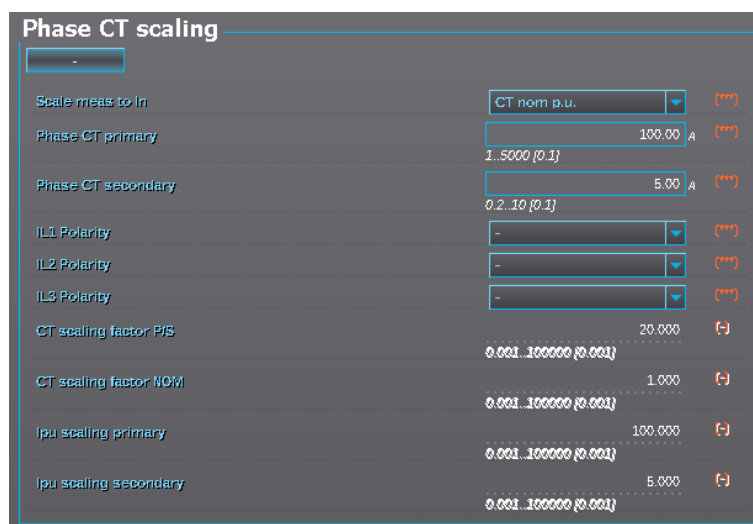 Phase CT scaling
-
Scale meas to In CT nom p.u. (***)
Phase CT primary 100.00 A (***)
1..5000 [0.1]
Phase CT secondary 5.00 A (***)
0.2..10 [0.1]
IL1 Polarity - (***)
IL2 Polarity - (***)
IL3 Polarity - (***)
CT scaling factor P/S 20.000 (-)
0.001..100000 [0.001]
CT scaling factor NOM 1.000 (-)
0.001..100000 [0.001]
Ipu scaling primary 100.000 (-)
0.001..100000 [0.001]
Ipu scaling secondary 5.000 (-)
0.001..100000 [0.001]